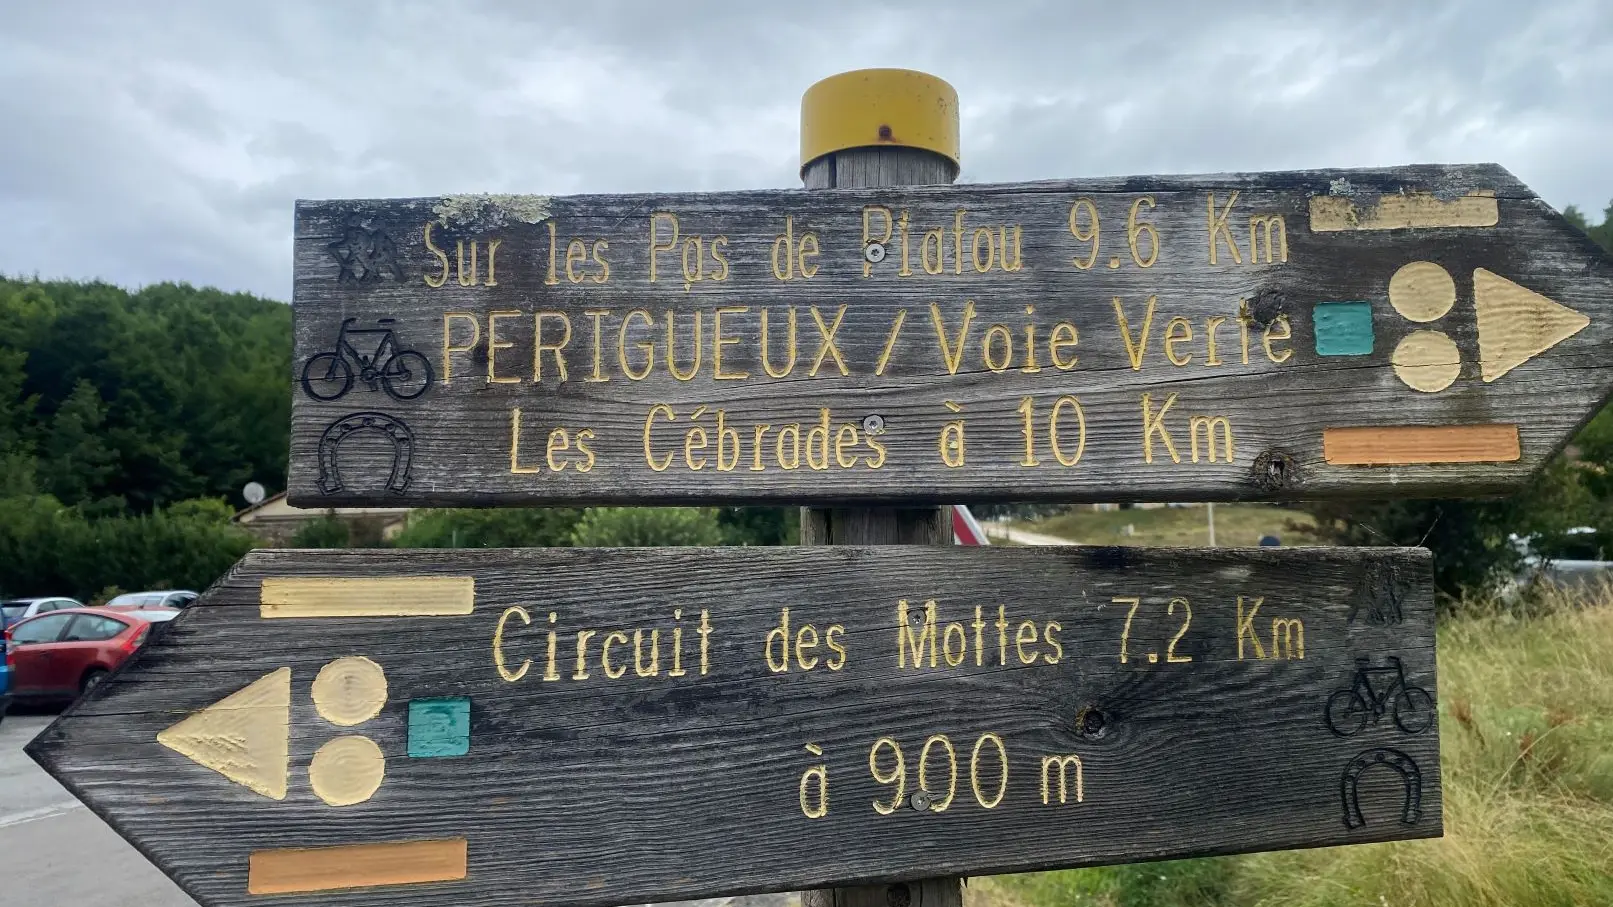 Sur les Pas de Ptafou 9.6 Km
PERIGUEUX / Voie Verte
Les Cébrades à 10 Km
Circuit des Mottes 7.2 Km
à 900 m